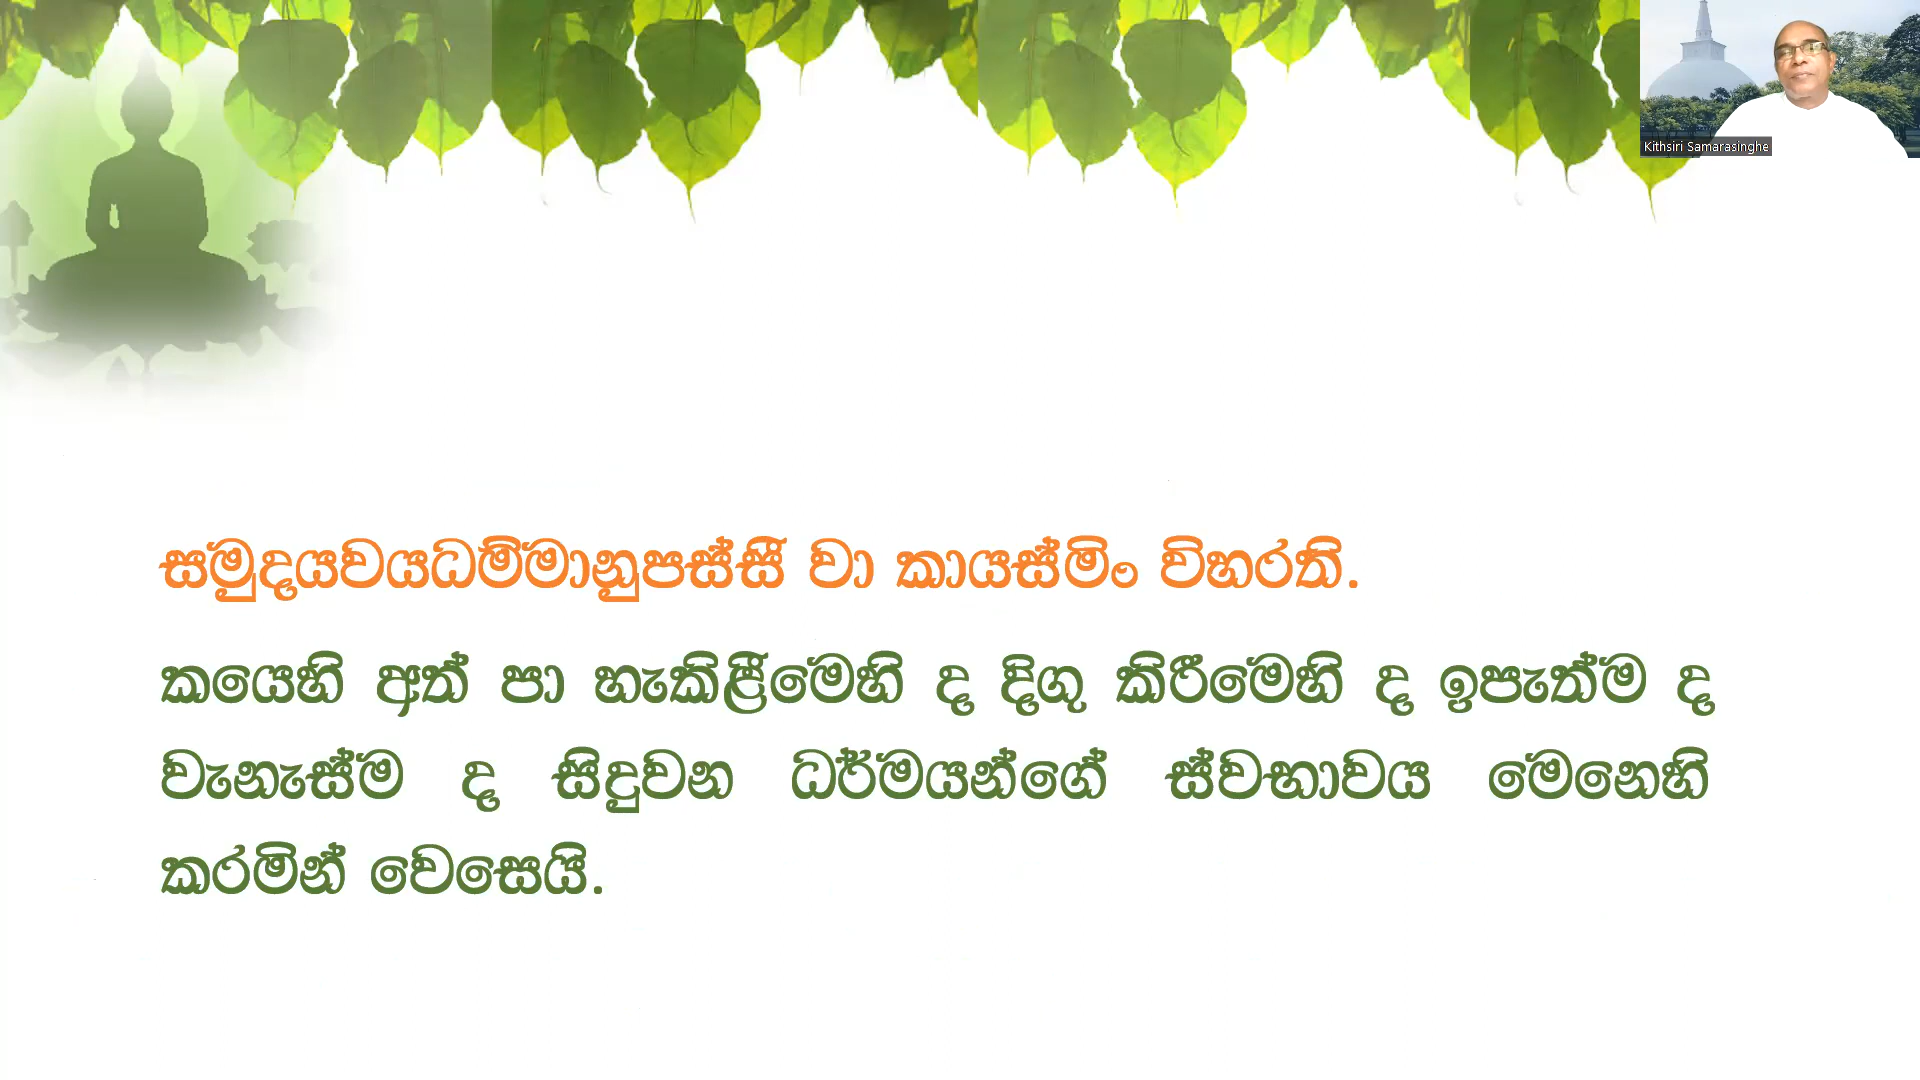 Kithsiri Samarasinghe
සමුදයවයධම්මානුපස්සී වා කායස්මිං විහරති.
කයෙහි අත් පා හැකිළීමෙහි ද දිගු කිරීමෙහි ද ඉපැත්ම ද
වැනැස්ම ද සිදුවන ධර්මයන්ගේ ස්වභාවය මෙනෙහි
කරමින් වෙසෙයි.